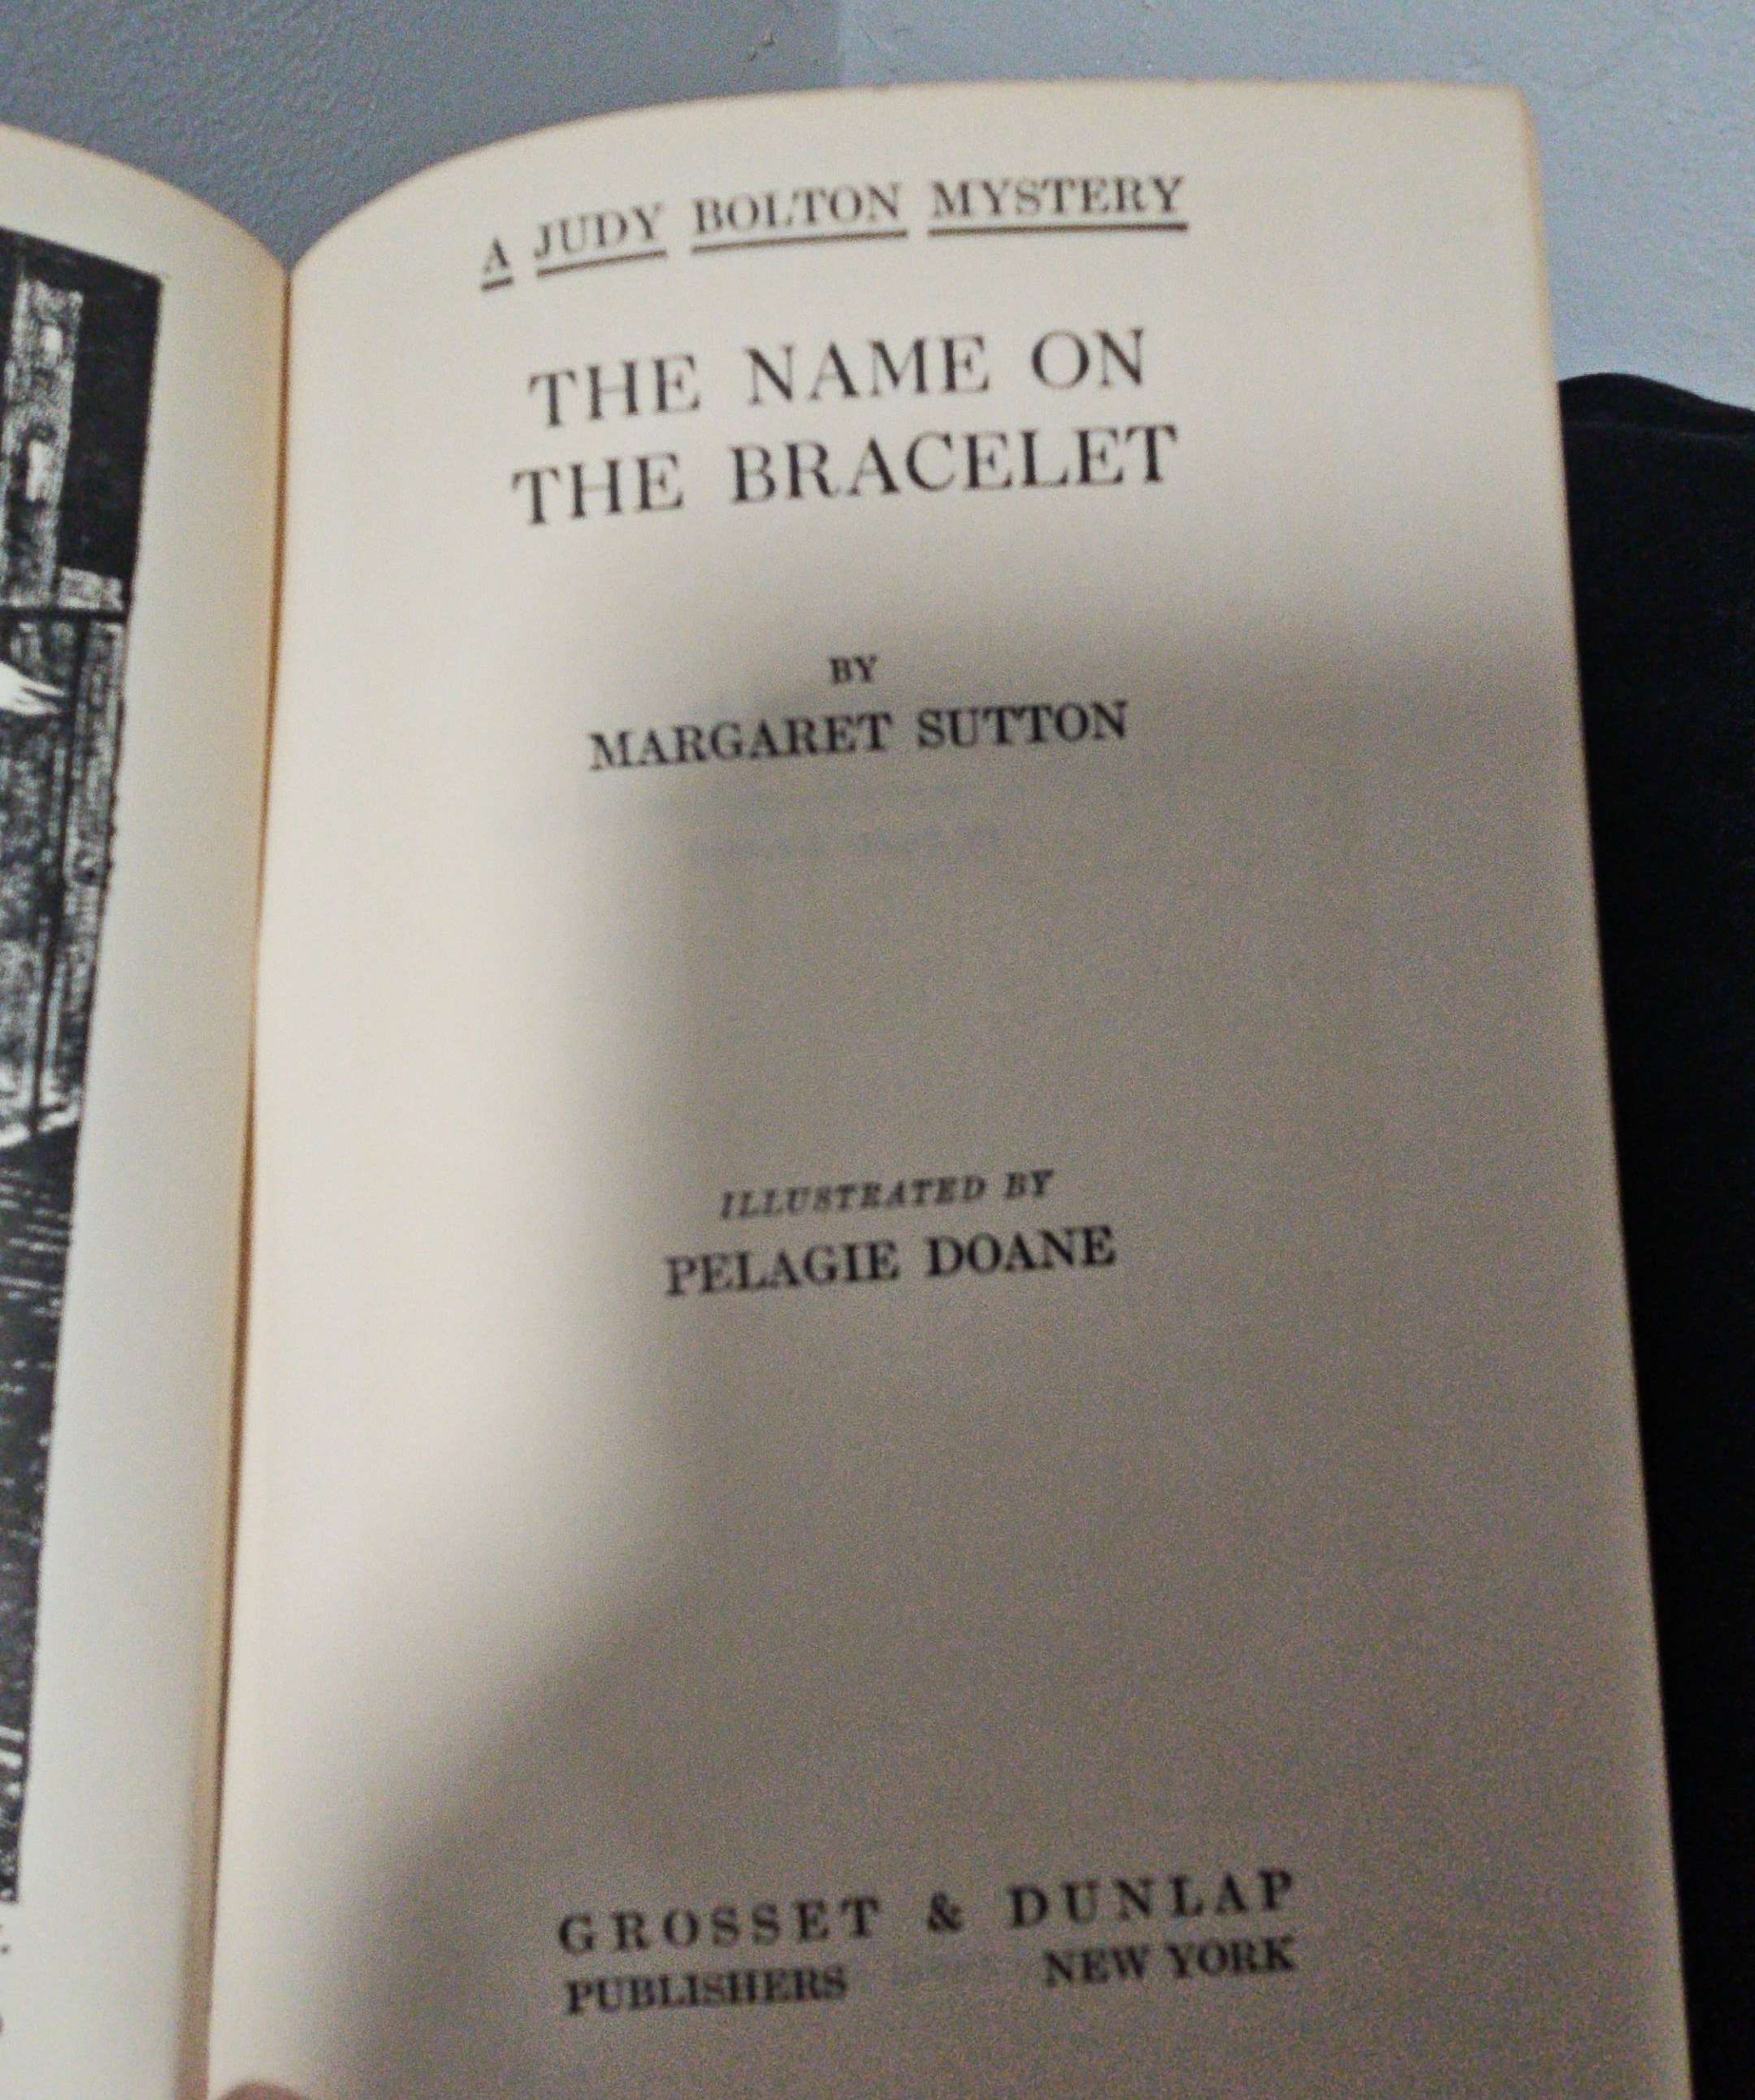 A JUDY BOLTON MYSTERY
THE NAME ON
THE BRACELET
BY
MARGARET SUTTON
ILLUSTRATED BY
PELAGIE DOANE
GROSSET & DUNLAP
PUBLISHERS NEW YORK